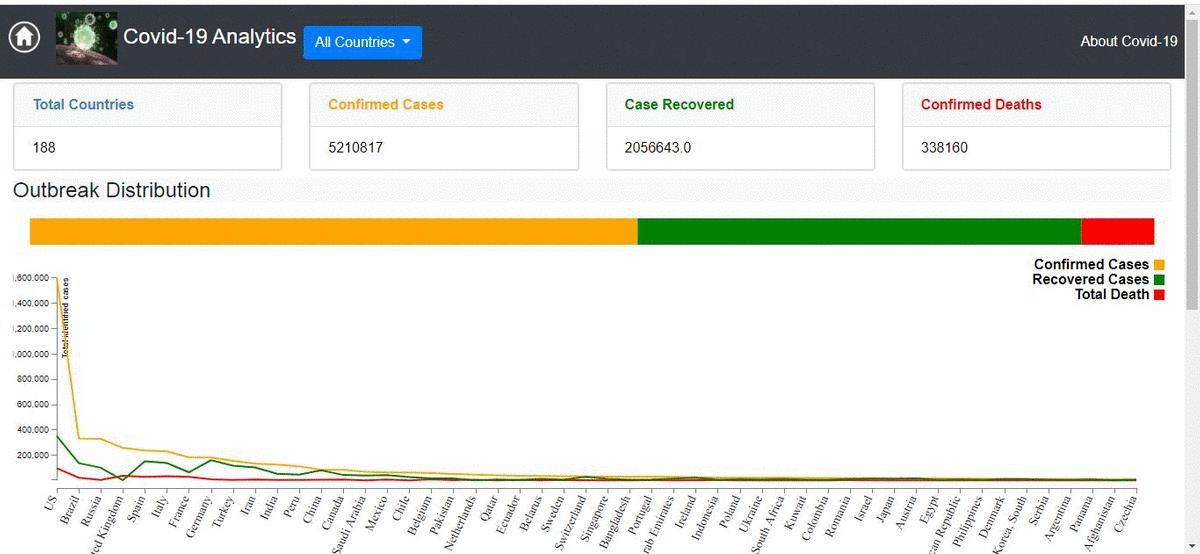 Covid-19 Analytics
All Countries
About Covid-19
Total Countries
Confirmed Cases
Case Recovered
Confirmed Deaths
188
5210817
2056643.0
338160
Outbreak Distribution
Confirmed Cases
Recovered Cases
Total Death
Total identified cases
,600,000
,400,000
,200,000
,000,000
800,000
600,000
400,000
200,000
US
Brazil
Russia
ted Kingdom
Spain
Italy
France
Germany
Turkey
Iran
India
Peru
China
Canada
Saudi Arabia
Mexico
Chile
Belgium
Pakistan
Netherlands
Qatar
Ecuador
Belarus
Sweden
Switzerland
Singapore
Bangladesh
Portugal
rab Emirates
Ireland
Indonesia
Poland
Ukraine
South Africa
Kuwait
Colombia
Romania
Israel
Japan
Austria
Egypt
can Republic
Philippines
Denmark
Korea, South
Serbia
Argentina
Panama
Afghanistan
Czechia